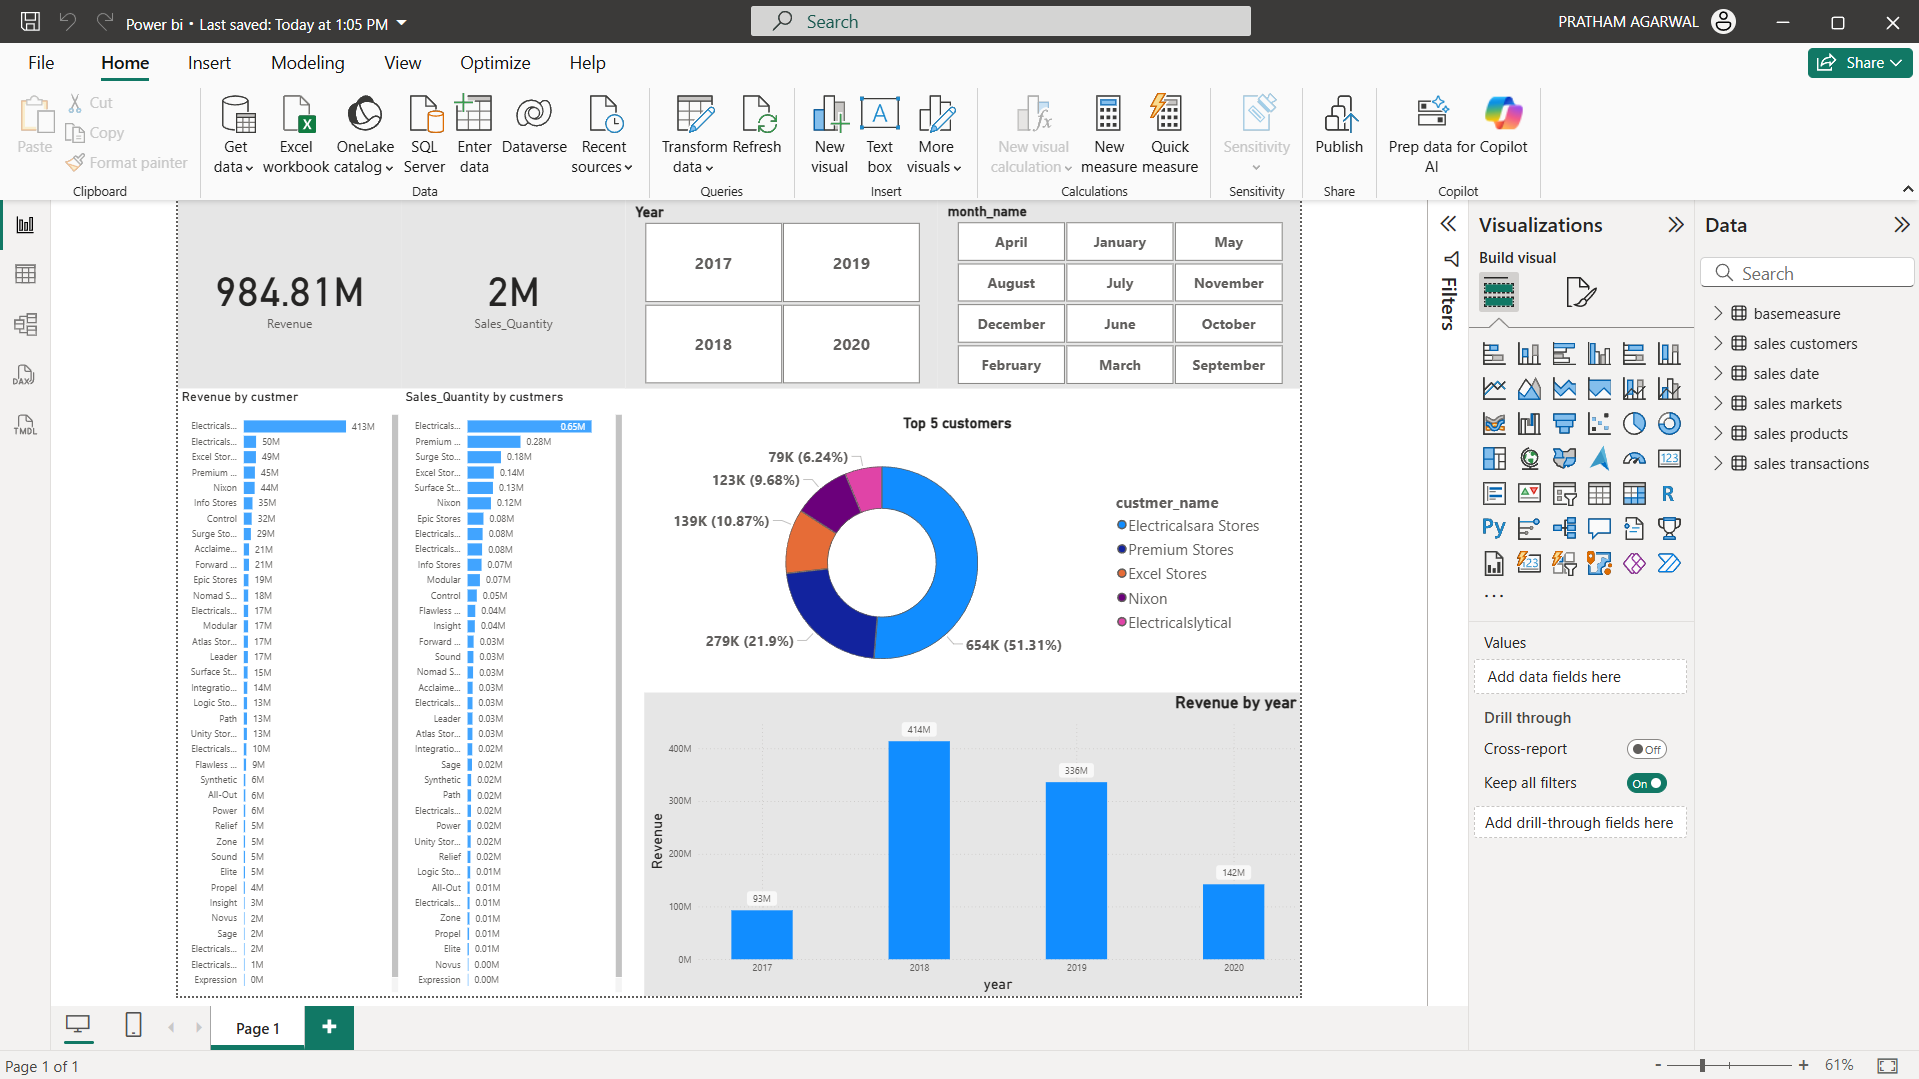 Power bi • Last saved: Today at 1:05 PM
Search
PRATHAM AGARWAL
File
Home
Insert
Modeling
View
Optimize
Help
Share
Paste
Cut
Copy
Format painter
Clipboard
Get data
Excel workbook
OneLake catalog
SQL Server
Enter data
Dataverse
Recent sources
Data
Transform data
Refresh
Queries
New visual
Text box
More visuals
Insert
New visual calculation
New measure
Quick measure
Calculations
Sensitivity
Sensitivity
Publish
Share
Prep data for AI
Copilot
Copilot
DAX
TMDL
984.81M
Revenue
2M
Sales_Quantity
Year
2017
2019
2018
2020
month_name
April
January
May
August
July
November
December
June
October
February
March
September
Revenue by custmer
Electricals... 413M
Electricals... 50M
Excel Stor... 49M
Premium ... 45M
Nixon 44M
Info Stores 35M
Control 32M
Surge Sto... 29M
Acclaime... 21M
Forward ... 21M
Epic Stores 19M
Nomad S... 18M
Electricals... 17M
Modular 17M
Atlas Stor... 17M
Leader 17M
Surface St... 15M
Integratio... 14M
Logic Sto... 13M
Path 13M
Unity Stor... 13M
Electricals... 10M
Flawless ... 9M
Synthetic 6M
All-Out 6M
Power 6M
Relief 5M
Zone 5M
Sound 5M
Elite 5M
Propel 4M
Insight 3M
Novus 2M
Sage 2M
Electricals... 2M
Electricals... 1M
Expression 0M
Sales_Quantity by custmers
Electricals... 0.65M
Premium ... 0.28M
Surge Sto... 0.18M
Excel Stor... 0.14M
Surface St... 0.13M
Nixon 0.12M
Epic Stores 0.08M
Electricals... 0.08M
Electricals... 0.08M
Info Stores 0.07M
Modular 0.07M
Control 0.05M
Flawless ... 0.04M
Insight 0.04M
Forward ... 0.03M
Sound 0.03M
Nomad S... 0.03M
Acclaime... 0.03M
Electricals... 0.03M
Leader 0.03M
Atlas Stor... 0.03M
Integratio... 0.02M
Sage 0.02M
Synthetic 0.02M
Path 0.02M
Electricals... 0.02M
Power 0.02M
Unity Stor... 0.02M
Relief 0.02M
Logic Sto... 0.01M
All-Out 0.01M
Electricals... 0.01M
Zone 0.01M
Propel 0.01M
Elite 0.01M
Novus 0.00M
Expression 0.00M
Top 5 customers
79K (6.24%)
123K (9.68%)
139K (10.87%)
279K (21.9%)
654K (51.31%)
custmer_name
Electricalsara Stores
Premium Stores
Excel Stores
Nixon
Electricalslytical
Revenue by year
Revenue
400M
300M
200M
100M
0M
93M
414M
336M
142M
2017
2018
2019
2020
year
Filters
Visualizations
Build visual
123
R
Py
123
...
Values
Add data fields here
Drill through
Cross-report
Off
Keep all filters
On
Add drill-through fields here
Data
Search
basemeasure
sales customers
sales date
sales markets
sales products
sales transactions
Page 1
+
Page 1 of 1
- + 61%